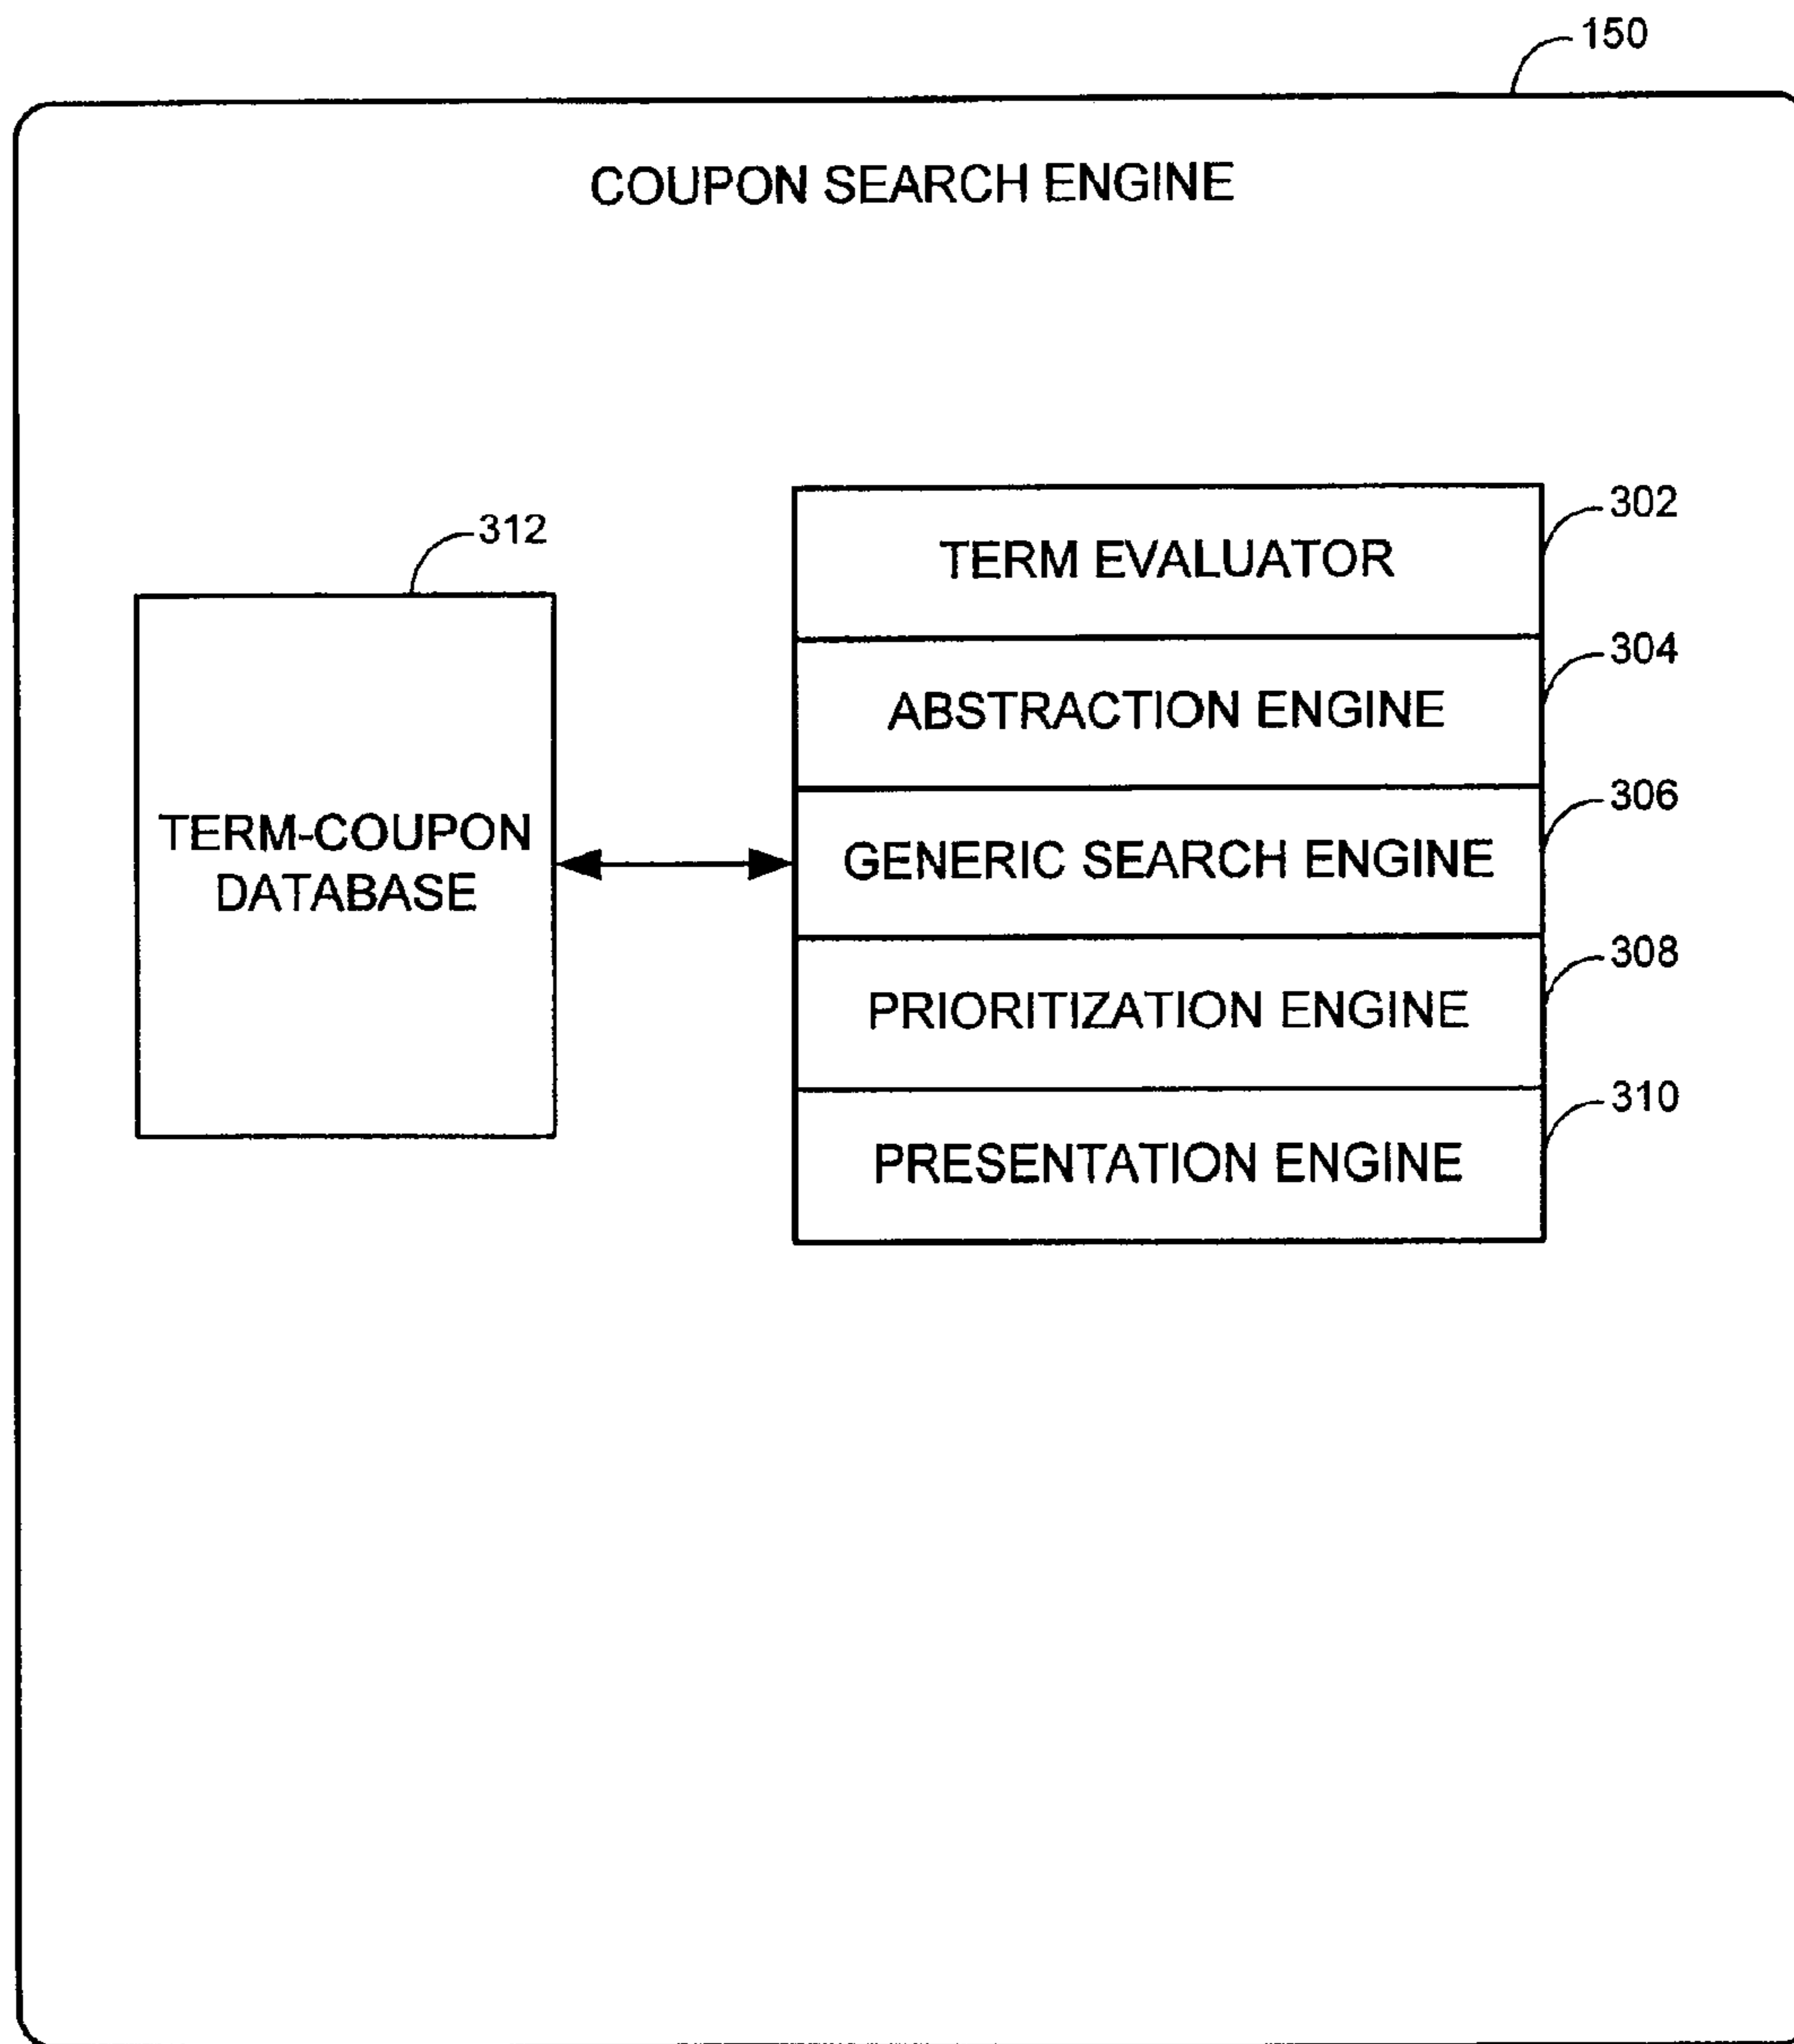 150
COUPON SEARCH ENGINE
312
TERM-COUPON
DATABASE
302
TERM EVALUATOR
304
ABSTRACTION ENGINE
306
GENERIC SEARCH ENGINE
308
PRIORITIZATION ENGINE
310
PRESENTATION ENGINE